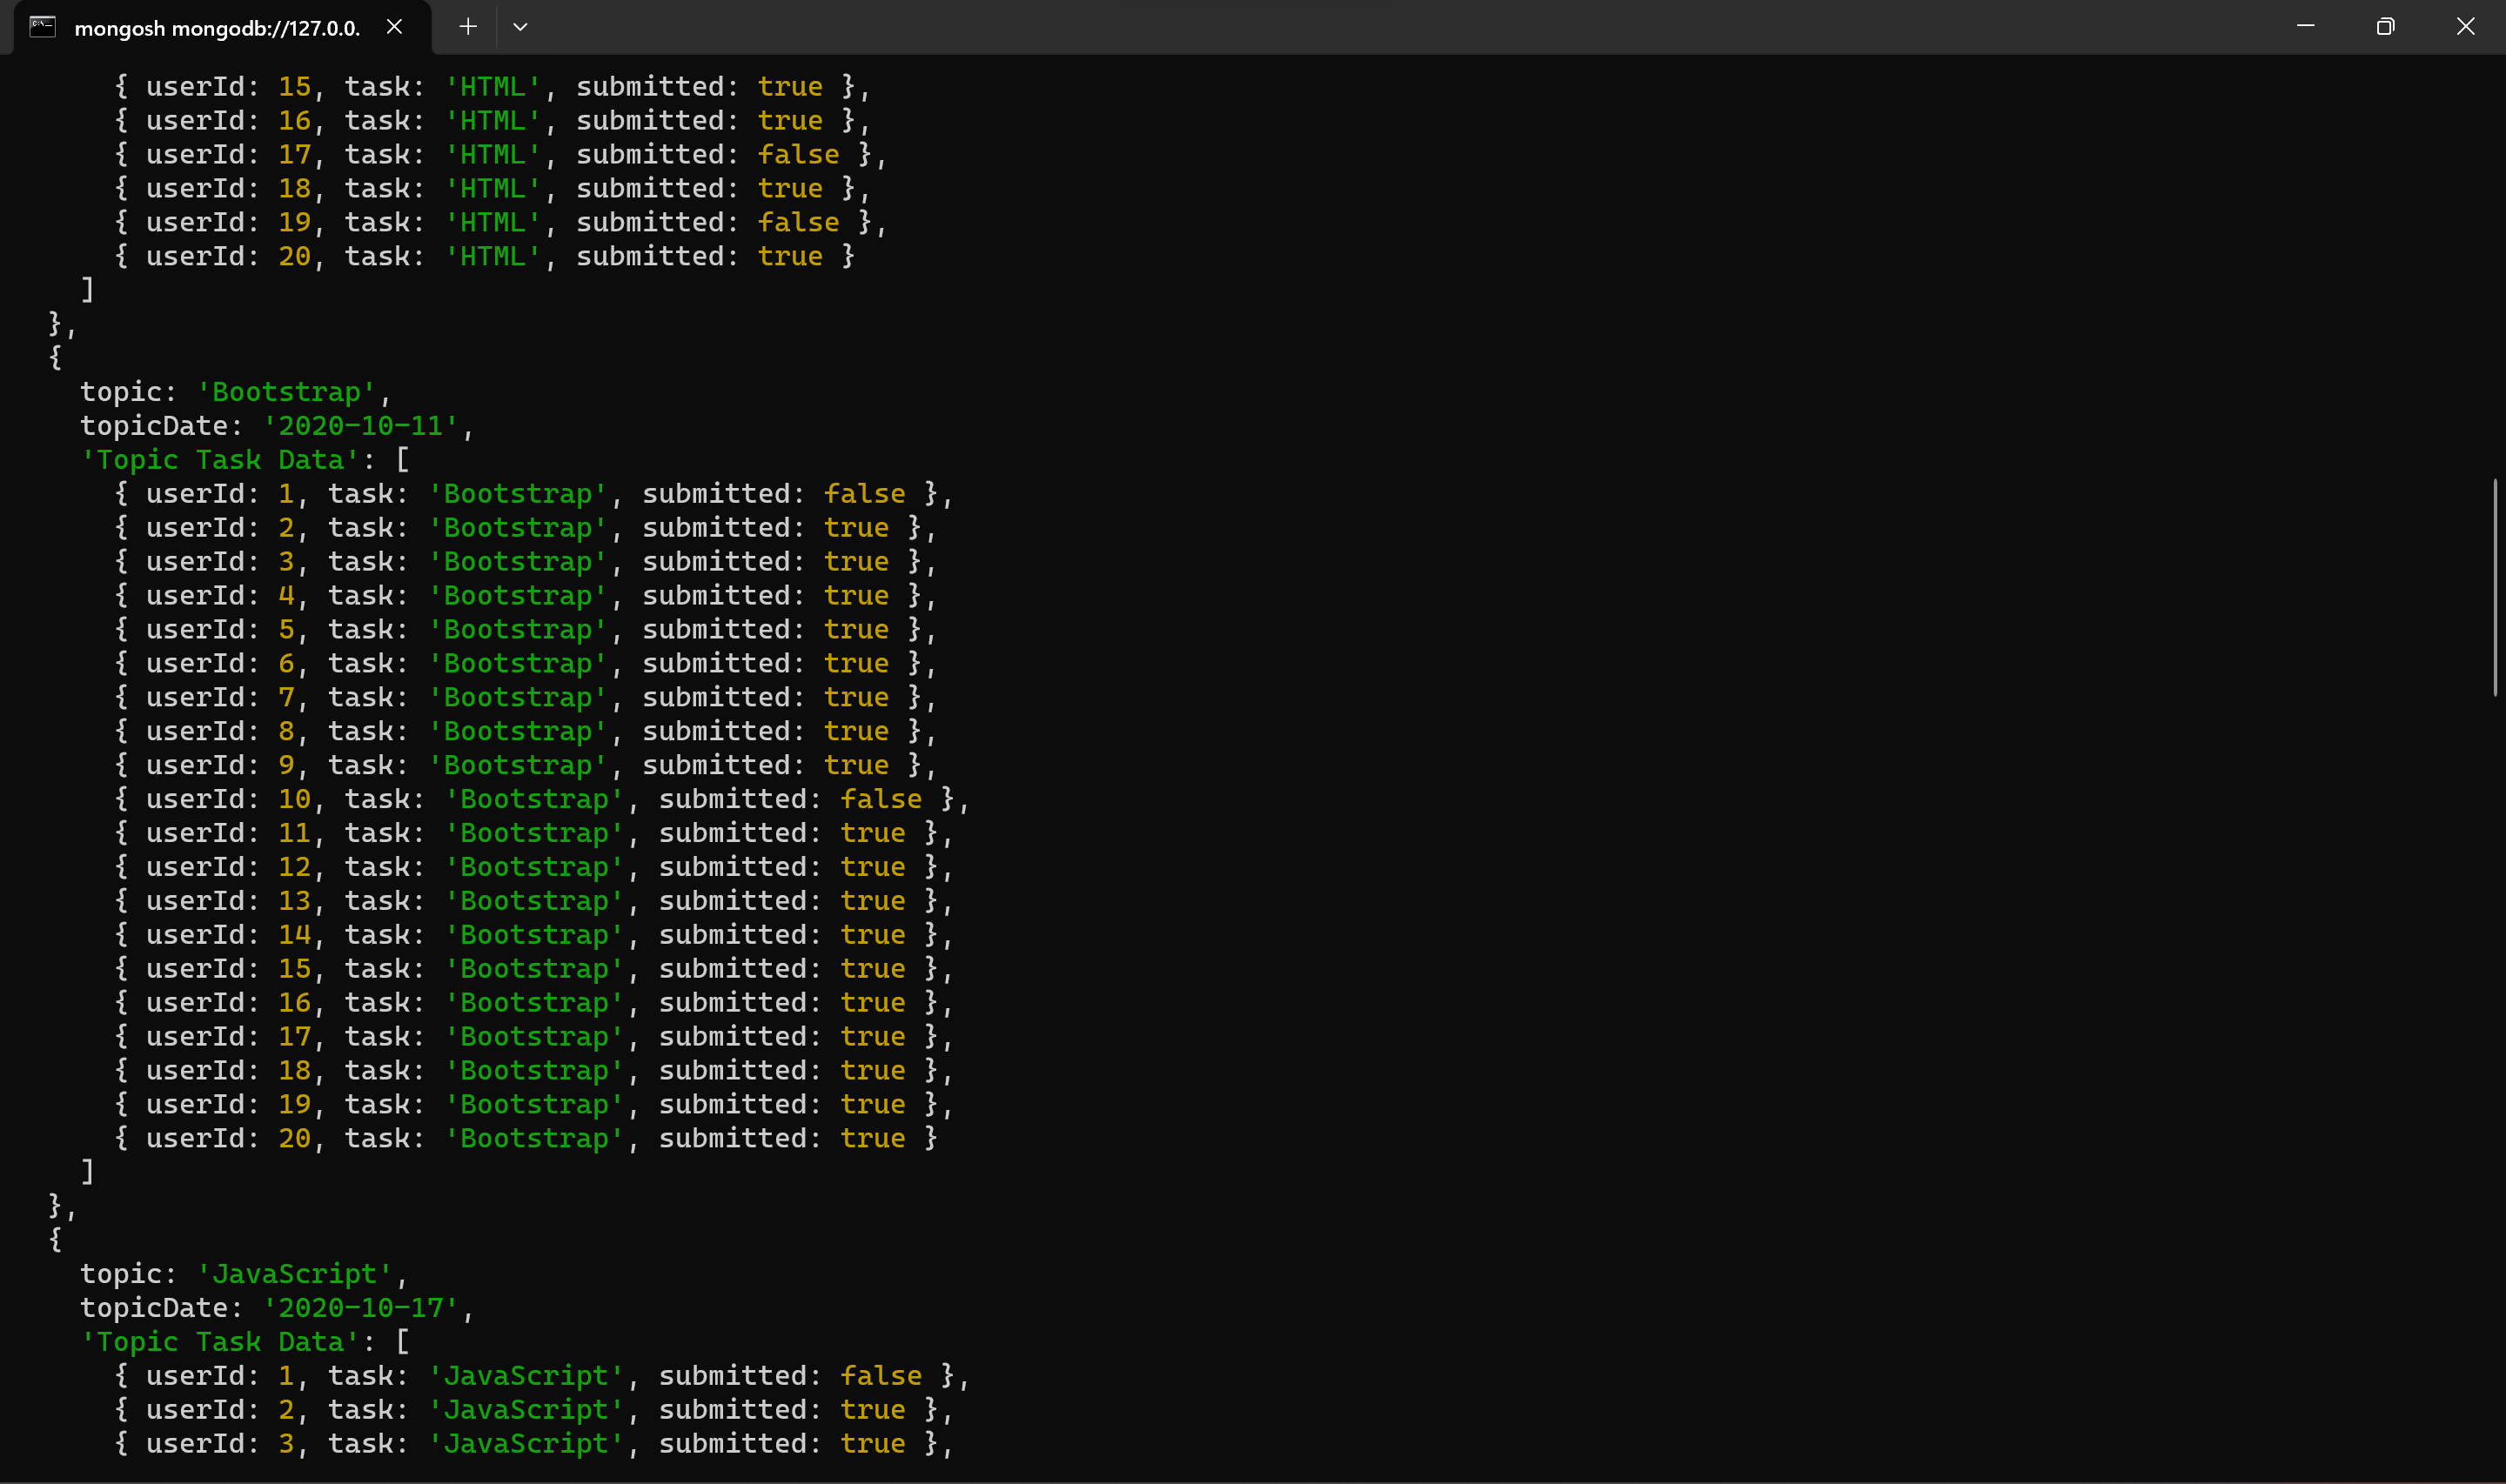 mongosh mongodb://127.0.0.
{ userId: 15, task: 'HTML', submitted: true },
{ userId: 16, task: 'HTML', submitted: true },
{ userId: 17, task: 'HTML', submitted: false },
{ userId: 18, task: 'HTML', submitted: true },
{ userId: 19, task: 'HTML', submitted: false },
{ userId: 20, task: 'HTML', submitted: true }
]
},
{
topic: 'Bootstrap',
topicDate: '2020-10-11',
'Topic Task Data': [
{ userId: 1, task: 'Bootstrap', submitted: false },
{ userId: 2, task: 'Bootstrap', submitted: true },
{ userId: 3, task: 'Bootstrap', submitted: true },
{ userId: 4, task: 'Bootstrap', submitted: true },
{ userId: 5, task: 'Bootstrap', submitted: true },
{ userId: 6, task: 'Bootstrap', submitted: true },
{ userId: 7, task: 'Bootstrap', submitted: true },
{ userId: 8, task: 'Bootstrap', submitted: true },
{ userId: 9, task: 'Bootstrap', submitted: true },
{ userId: 10, task: 'Bootstrap', submitted: false },
{ userId: 11, task: 'Bootstrap', submitted: true },
{ userId: 12, task: 'Bootstrap', submitted: true },
{ userId: 13, task: 'Bootstrap', submitted: true },
{ userId: 14, task: 'Bootstrap', submitted: true },
{ userId: 15, task: 'Bootstrap', submitted: true },
{ userId: 16, task: 'Bootstrap', submitted: true },
{ userId: 17, task: 'Bootstrap', submitted: true },
{ userId: 18, task: 'Bootstrap', submitted: true },
{ userId: 19, task: 'Bootstrap', submitted: true },
{ userId: 20, task: 'Bootstrap', submitted: true }
]
},
{
topic: 'JavaScript',
topicDate: '2020-10-17',
'Topic Task Data': [
{ userId: 1, task: 'JavaScript', submitted: false },
{ userId: 2, task: 'JavaScript', submitted: true },
{ userId: 3, task: 'JavaScript', submitted: true },